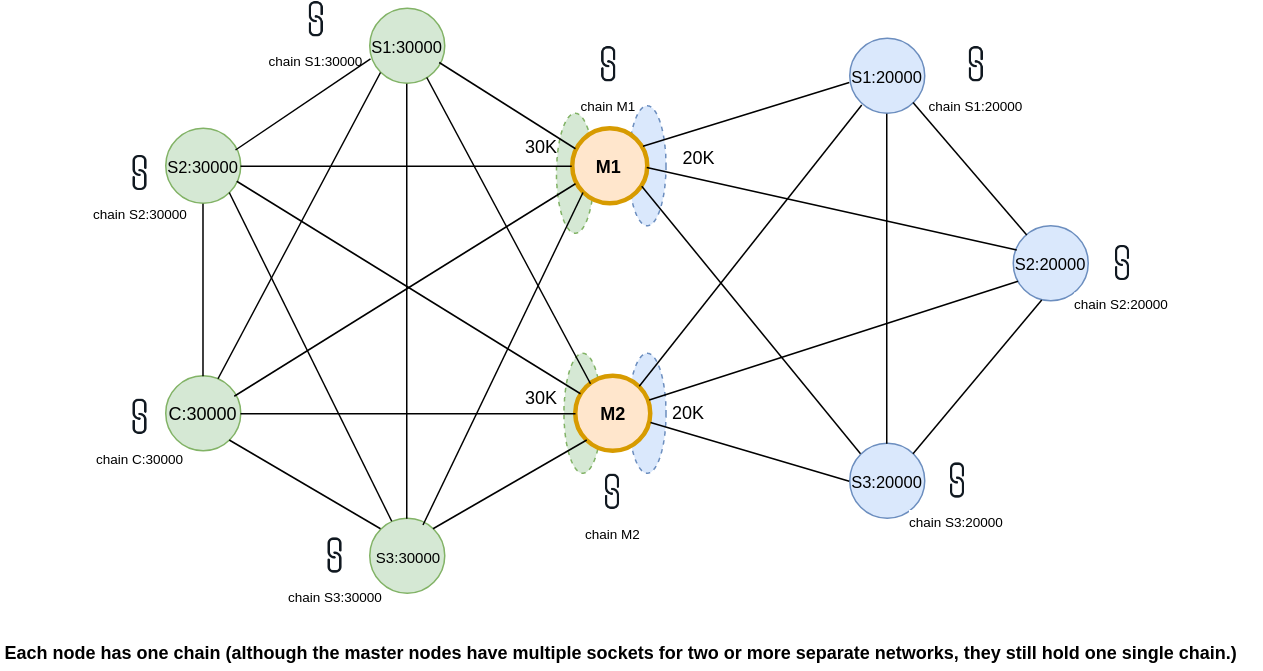 S1:30000
chain S1:30000
chain M1
S1:20000
chain S1:20000
30K
M1
20K
S2:30000
chain S2:30000
S2:20000
chain S2:20000
30K
M2
20K
C:30000
chain C:30000
S3:20000
chain S3:20000
chain M2
S3:30000
chain S3:30000
Each node has one chain (although the master nodes have multiple sockets for two or more separate networks, they still hold one single chain.)